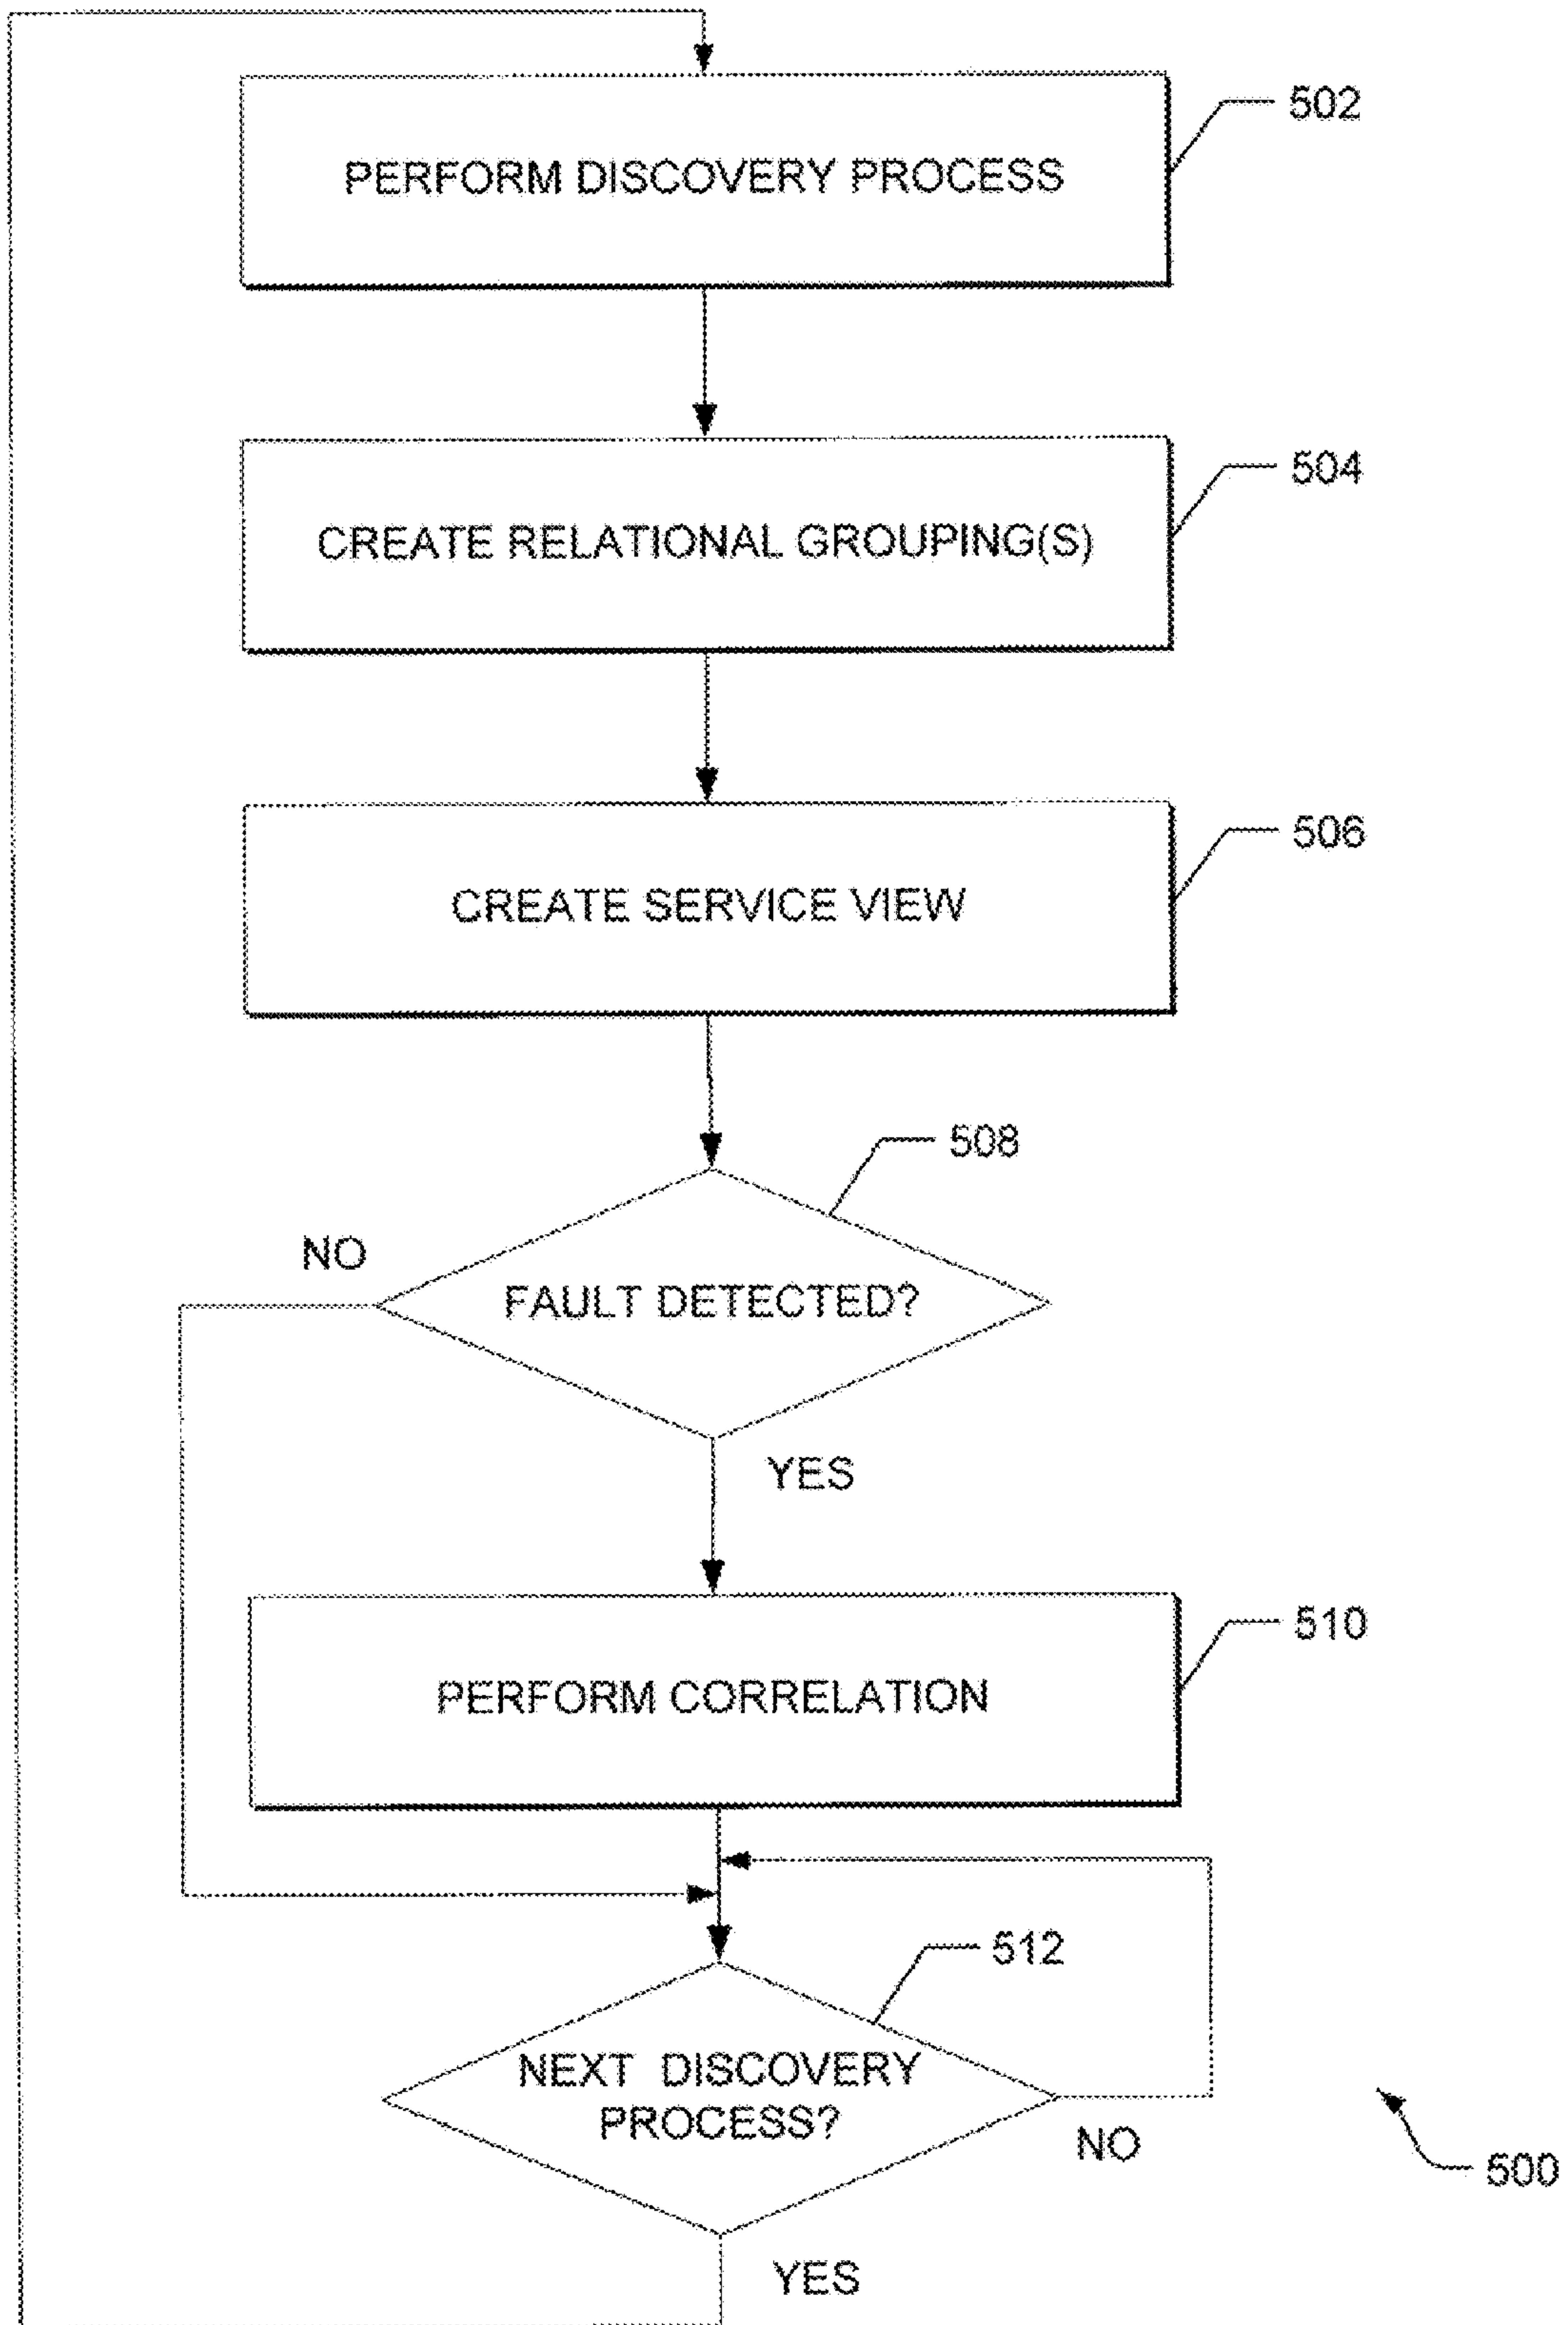 PERFORM DISCOVERY PROCESS
502
CREATE RELATIONAL GROUPING(S)
504
CREATE SERVICE VIEW
506
508
NO
FAULT DETECTED?
YES
PERFORM CORRELATION
510
512
NEXT DISCOVERY
PROCESS?
NO
500
YES